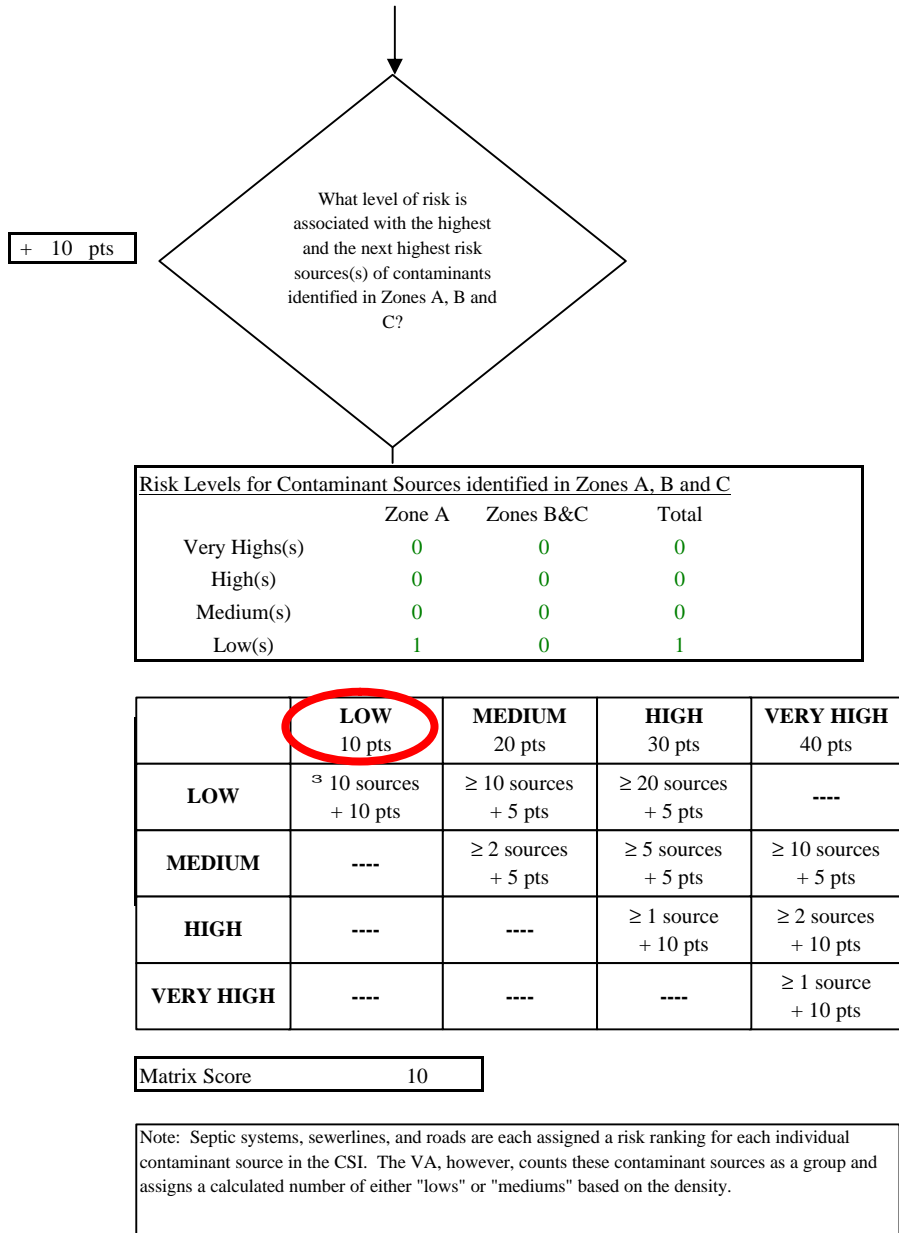 What level of risk is
associated with the highest
and the next highest risk
sources(s) of contaminants
identified in Zones A, B and
C?
+ 10 pts
Risk Levels for Contaminant Sources identified in Zones A, B and C
Zone A Zones B&C Total
Very Highs(s) 0 0 0
High(s) 0 0 0
Medium(s) 0 0 0
Low(s) 1 0 1
LOW MEDIUM HIGH VERY HIGH
10 pts 20 pts 30 pts 40 pts
LOW ³ 10 sources ≥ 10 sources ≥ 20 sources ----
+ 10 pts + 5 pts + 5 pts
MEDIUM ---- ≥ 2 sources ≥ 5 sources ≥ 10 sources
+ 5 pts + 5 pts + 5 pts
HIGH ---- ---- ≥ 1 source ≥ 2 sources
+ 10 pts + 10 pts
VERY HIGH ---- ---- ---- ≥ 1 source
+ 10 pts
Matrix Score 10
Note: Septic systems, sewerlines, and roads are each assigned a risk ranking for each individual
contaminant source in the CSI. The VA, however, counts these contaminant sources as a group and
assigns a calculated number of either "lows" or "mediums" based on the density.